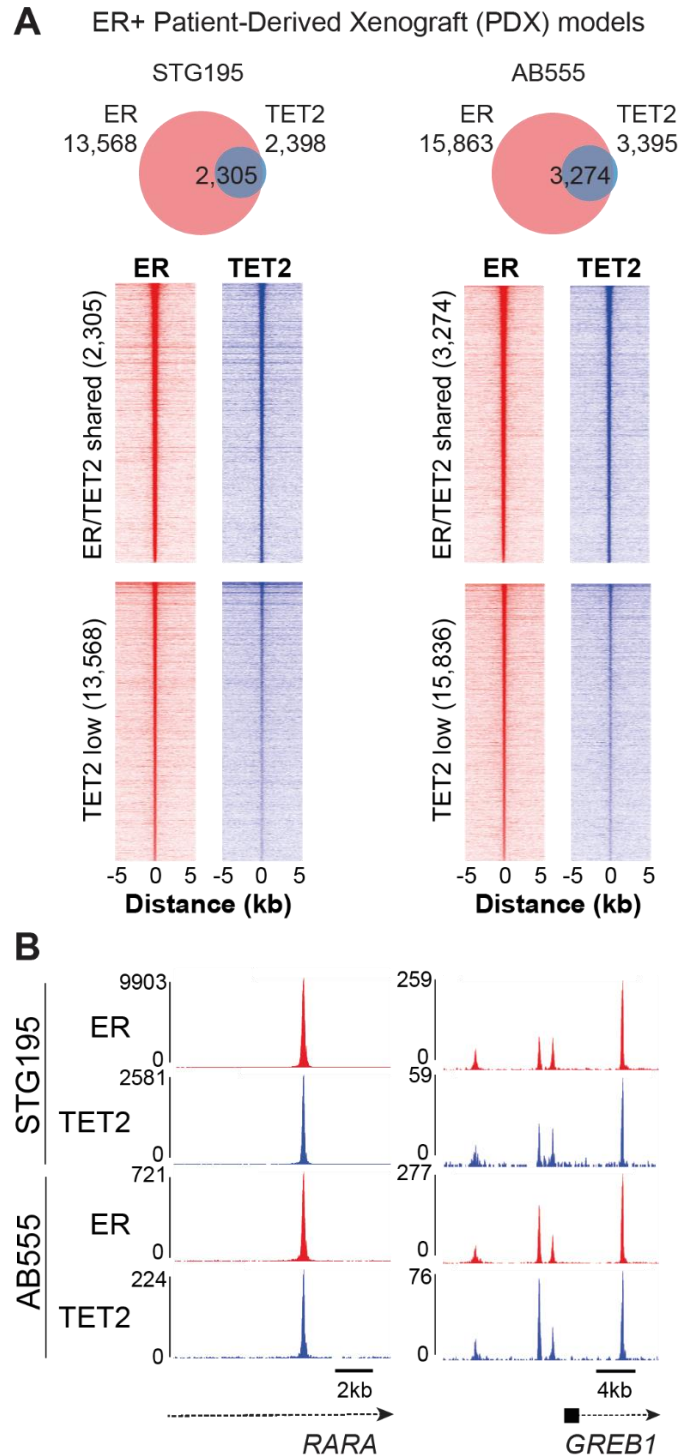 A ER+ Patient-Derived Xenograft (PDX) models
STG195 AB555
ER TET2 ER TET2
13,568 2,398 15,863 3,395
2,305 3,274
ER TET2 ER TET2
ER/TET2 shared (2,305)
ER/TET2 shared (3,274)
TET2 low (13,568)
TET2 low (15,836)
-5 0 5 -5 0 5 -5 0 5 -5 0 5
Distance (kb) Distance (kb)
B
STG195
ER
9903
0
259
0
TET2
2581
0
59
0
AB555
ER
721
0
277
0
TET2
224
0
76
0
2kb 4kb
RARA GREB1